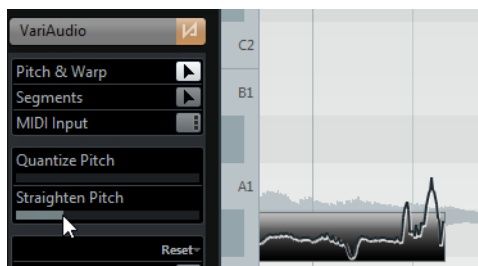 VariAudio
Pitch & Warp
Segments
MIDI Input
Quantize Pitch
Straighten Pitch
Reset
C2
B1
A1